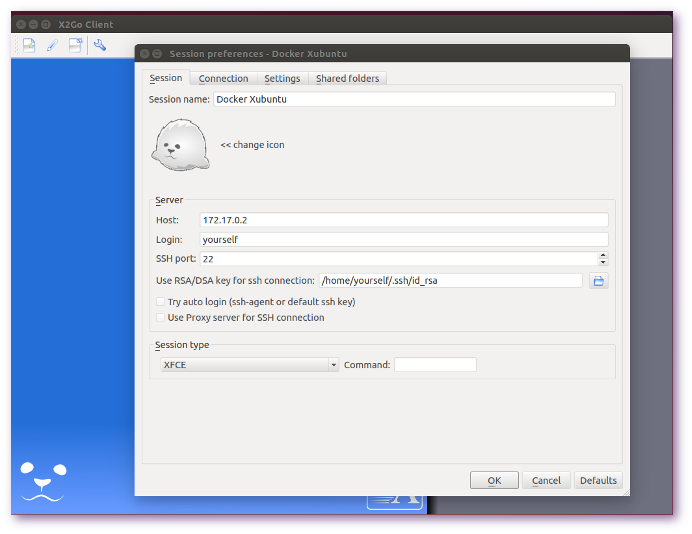 X2Go Client
Session preferences - Docker Xubuntu
Session Connection Settings Shared folders
Session name: Docker Xubuntu
<< change icon
Server
Host: 172.17.0.2
Login: yourself
SSH port: 22
Use RSA/DSA key for ssh connection: /home/yourself/.ssh/id_rsa
Try auto login (ssh-agent or default ssh key)
Use Proxy server for SSH connection
Session type
XFCE Command:
OK Cancel Defaults